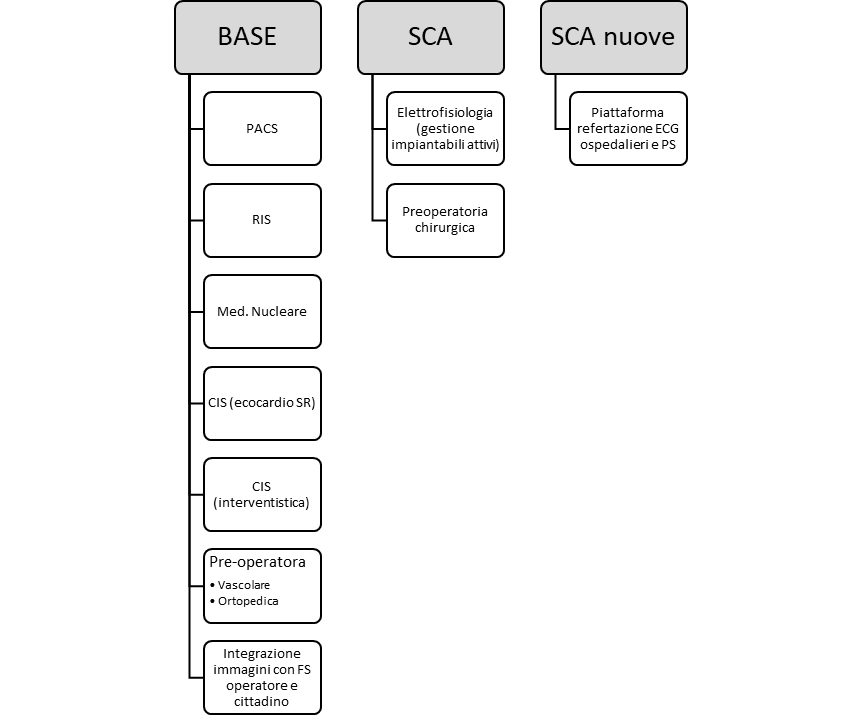 BASE
PACS
RIS
Med. Nucleare
CIS (ecocardio SR)
CIS
(interventistica)
Pre-operatora
• Vascolare
• Ortopedica
Integrazione
immagini con FS
operatore e
cittadino
SCA
Elettrofisiologia
(gestione
impiantabili attivi)
Preoperatoria
chirurgica
SCA nuove
Piattaforma
refertazione ECG
ospedalieri e PS